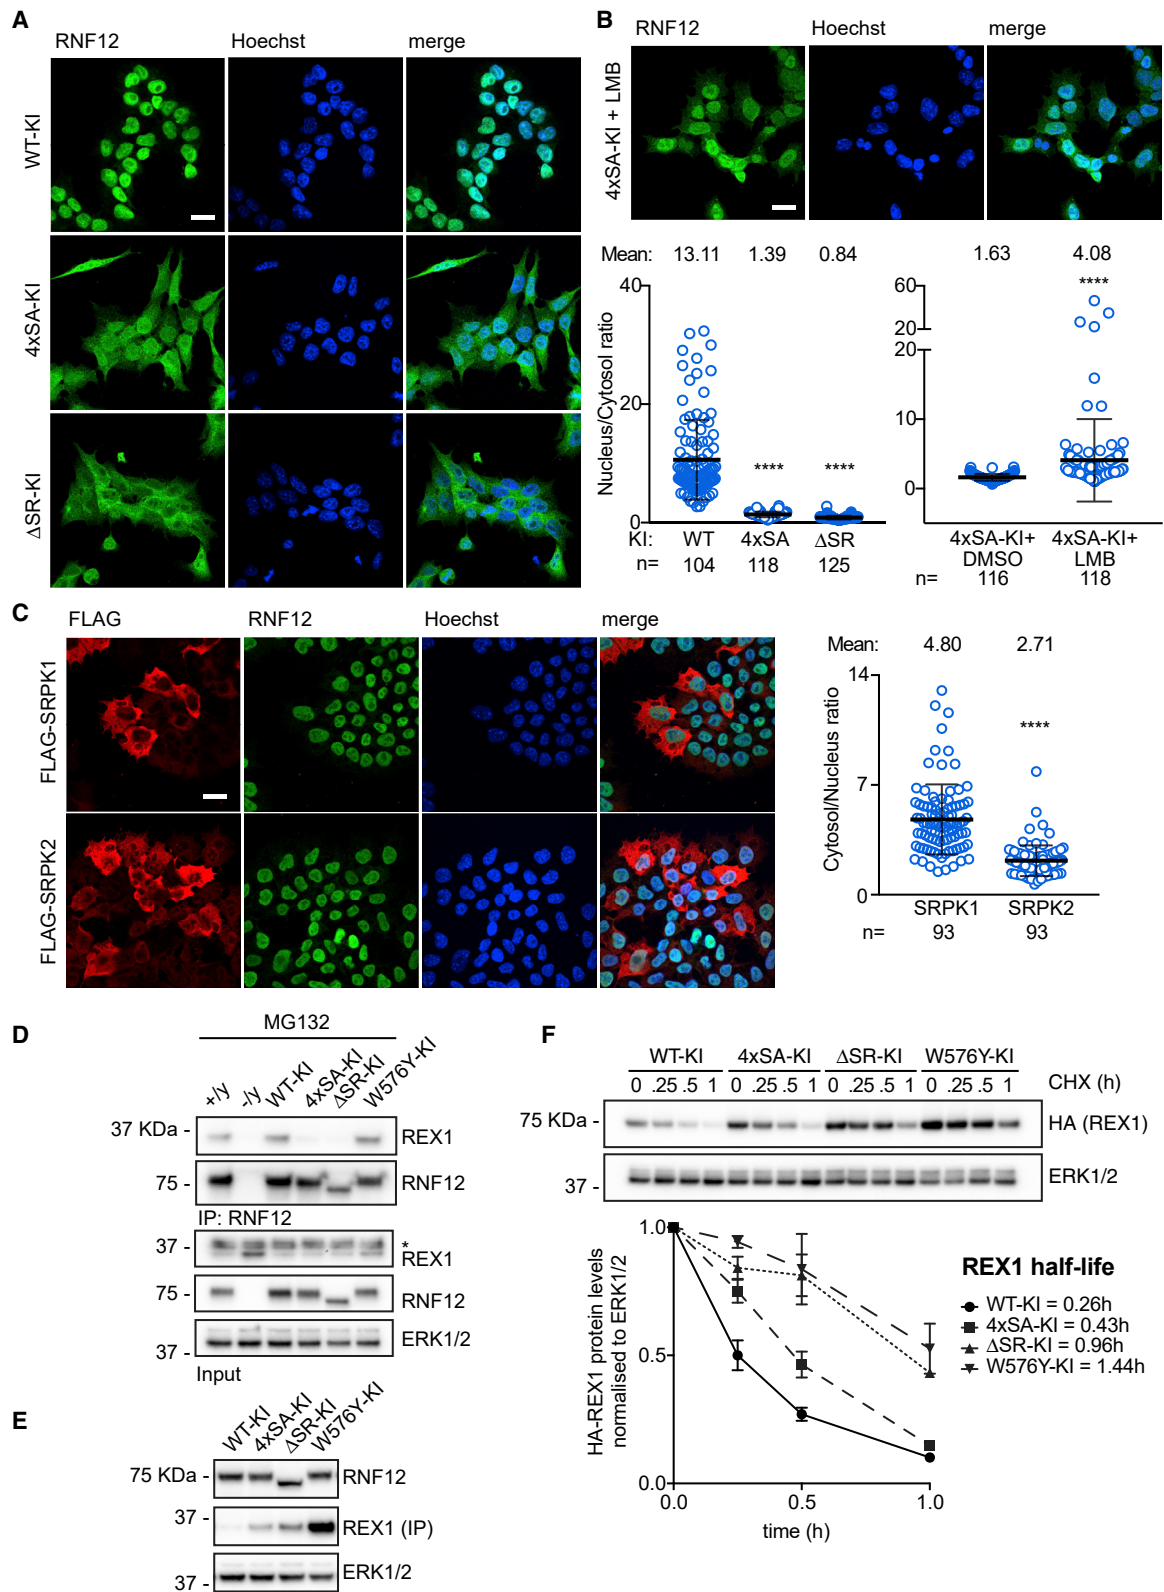 A
RNF12 Hoechst merge
WT-KI
4xSA-KI
ΔSR-KI
B
RNF12 Hoechst merge
4xSA-KI + LMB
Mean: 13.11 1.39 0.84
Nucleus/Cytosol ratio
40
20
0
**** ****
KI: WT 4xSA ΔSR
n= 104 118 125
1.63 4.08
****
60
20
20
10
0
4xSA-KI+ DMSO 4xSA-KI+ LMB
n= 116 118
C
FLAG RNF12 Hoechst merge
FLAG-SRPK1
FLAG-SRPK2
Mean: 4.80 2.71
Cytosol/Nucleus ratio
14
7
0
****
SRPK1 SRPK2
n= 93 93
D
MG132
+/y -/y WT-KI 4xSA-KI ΔSR-KI W576Y-KI
37 KDa - REX1
75 - RNF12
IP: RNF12
37 - * REX1
75 - RNF12
37 - ERK1/2
Input
E
WT-KI 4xSA-KI ΔSR-KI W576Y-KI
75 KDa - RNF12
37 - REX1 (IP)
37 - ERK1/2
F
WT-KI 4xSA-KI ΔSR-KI W576Y-KI
0 .25 .5 1 0 .25 .5 1 0 .25 .5 1 0 .25 .5 1 CHX (h)
75 KDa - HA (REX1)
37 - ERK1/2
HA-REX1 protein levels
normalised to ERK1/2
1.0
0.5
0.0
0.0 0.5 1.0
time (h)
REX1 half-life
WT-KI = 0.26h
4xSA-KI = 0.43h
ΔSR-KI = 0.96h
W576Y-KI = 1.44h